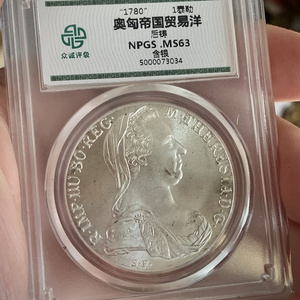 "1780" 1泰勒
奥匈帝国贸易洋
后铸
NPGS .MS63
含银
5000073034
众诚评级
R·IMP·HU·BO·REG· M·THERESIA·D·G·
S.F.